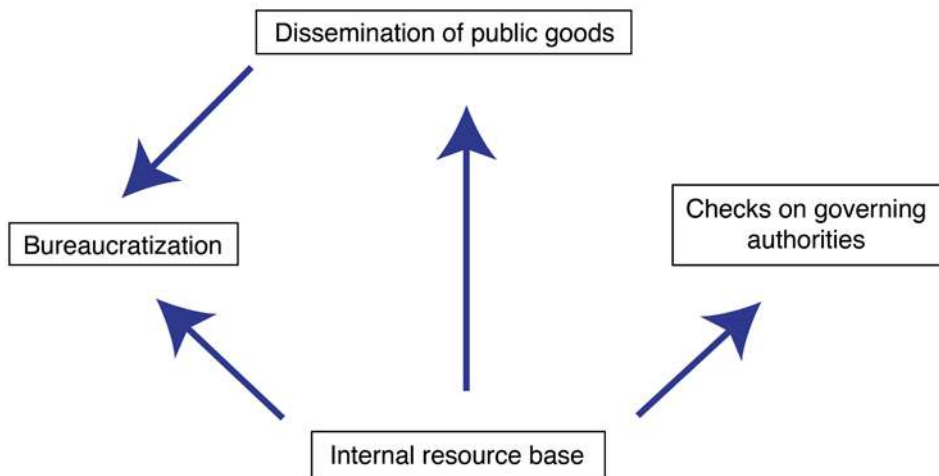 Dissemination of public goods
Checks on governing
authorities
Bureaucratization
Internal resource base